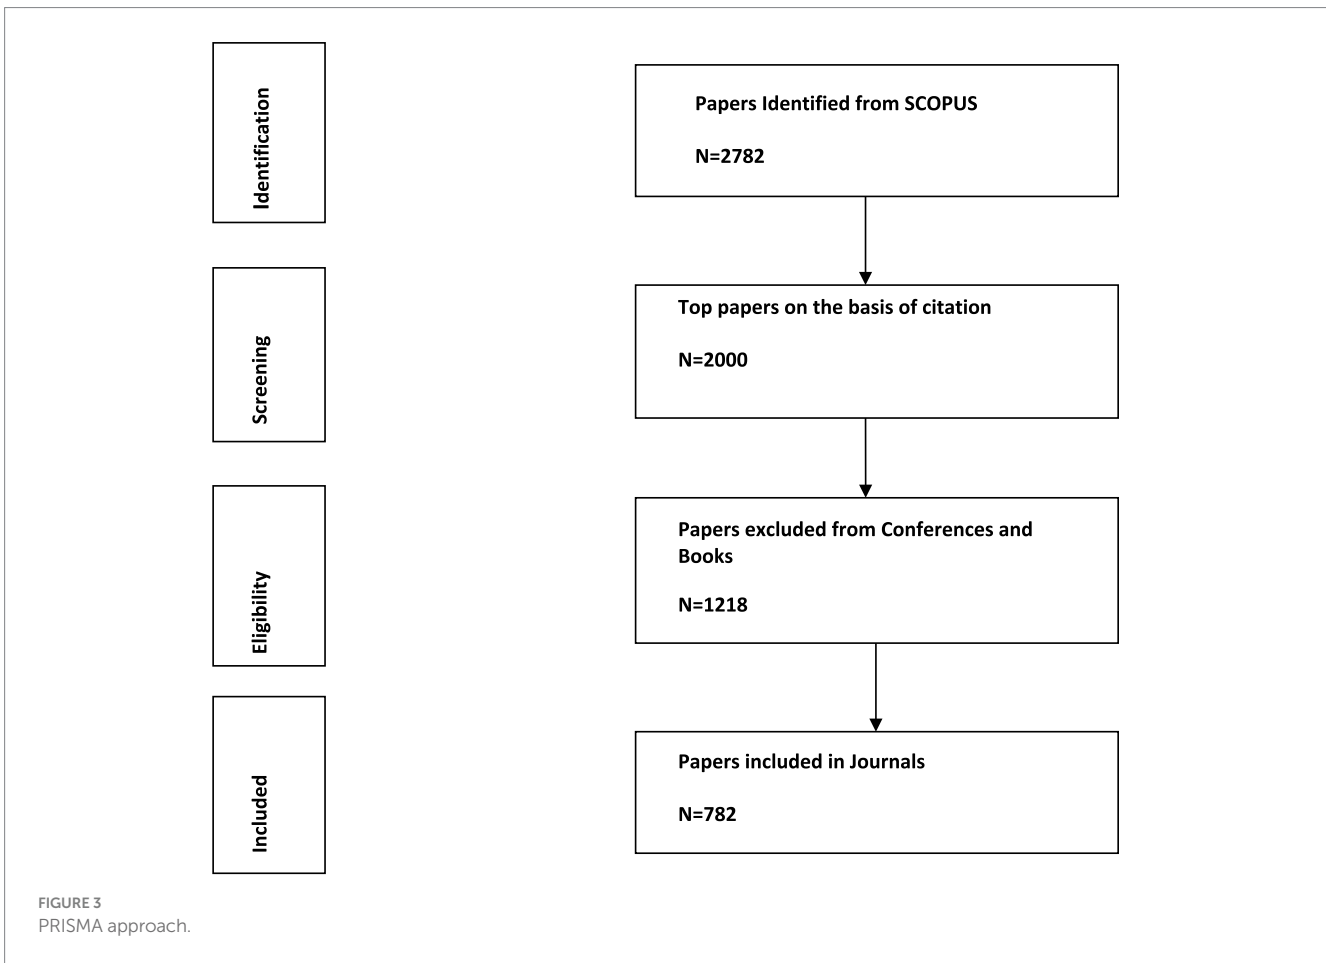 Identification
Papers Identified from SCOPUS
N=2782
Screening
Top papers on the basis of citation
N=2000
Eligibility
Papers excluded from Conferences and
Books
N=1218
Included
Papers included in Journals
N=782
FIGURE 3
PRISMA approach.